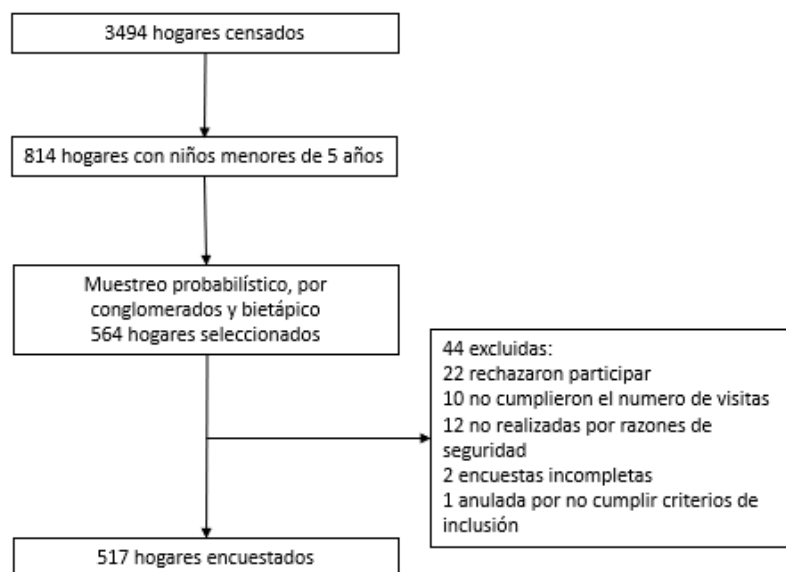 3494 hogares censados
814 hogares con niños menores de 5 años
Muestreo probabilístico, por
conglomerados y bietápico
564 hogares seleccionados
44 excluidas:
22 rechazaron participar
10 no cumplieron el numero de visitas
12 no realizadas por razones de
seguridad
2 encuestas incompletas
1 anulada por no cumplir criterios de
inclusión
517 hogares encuestados